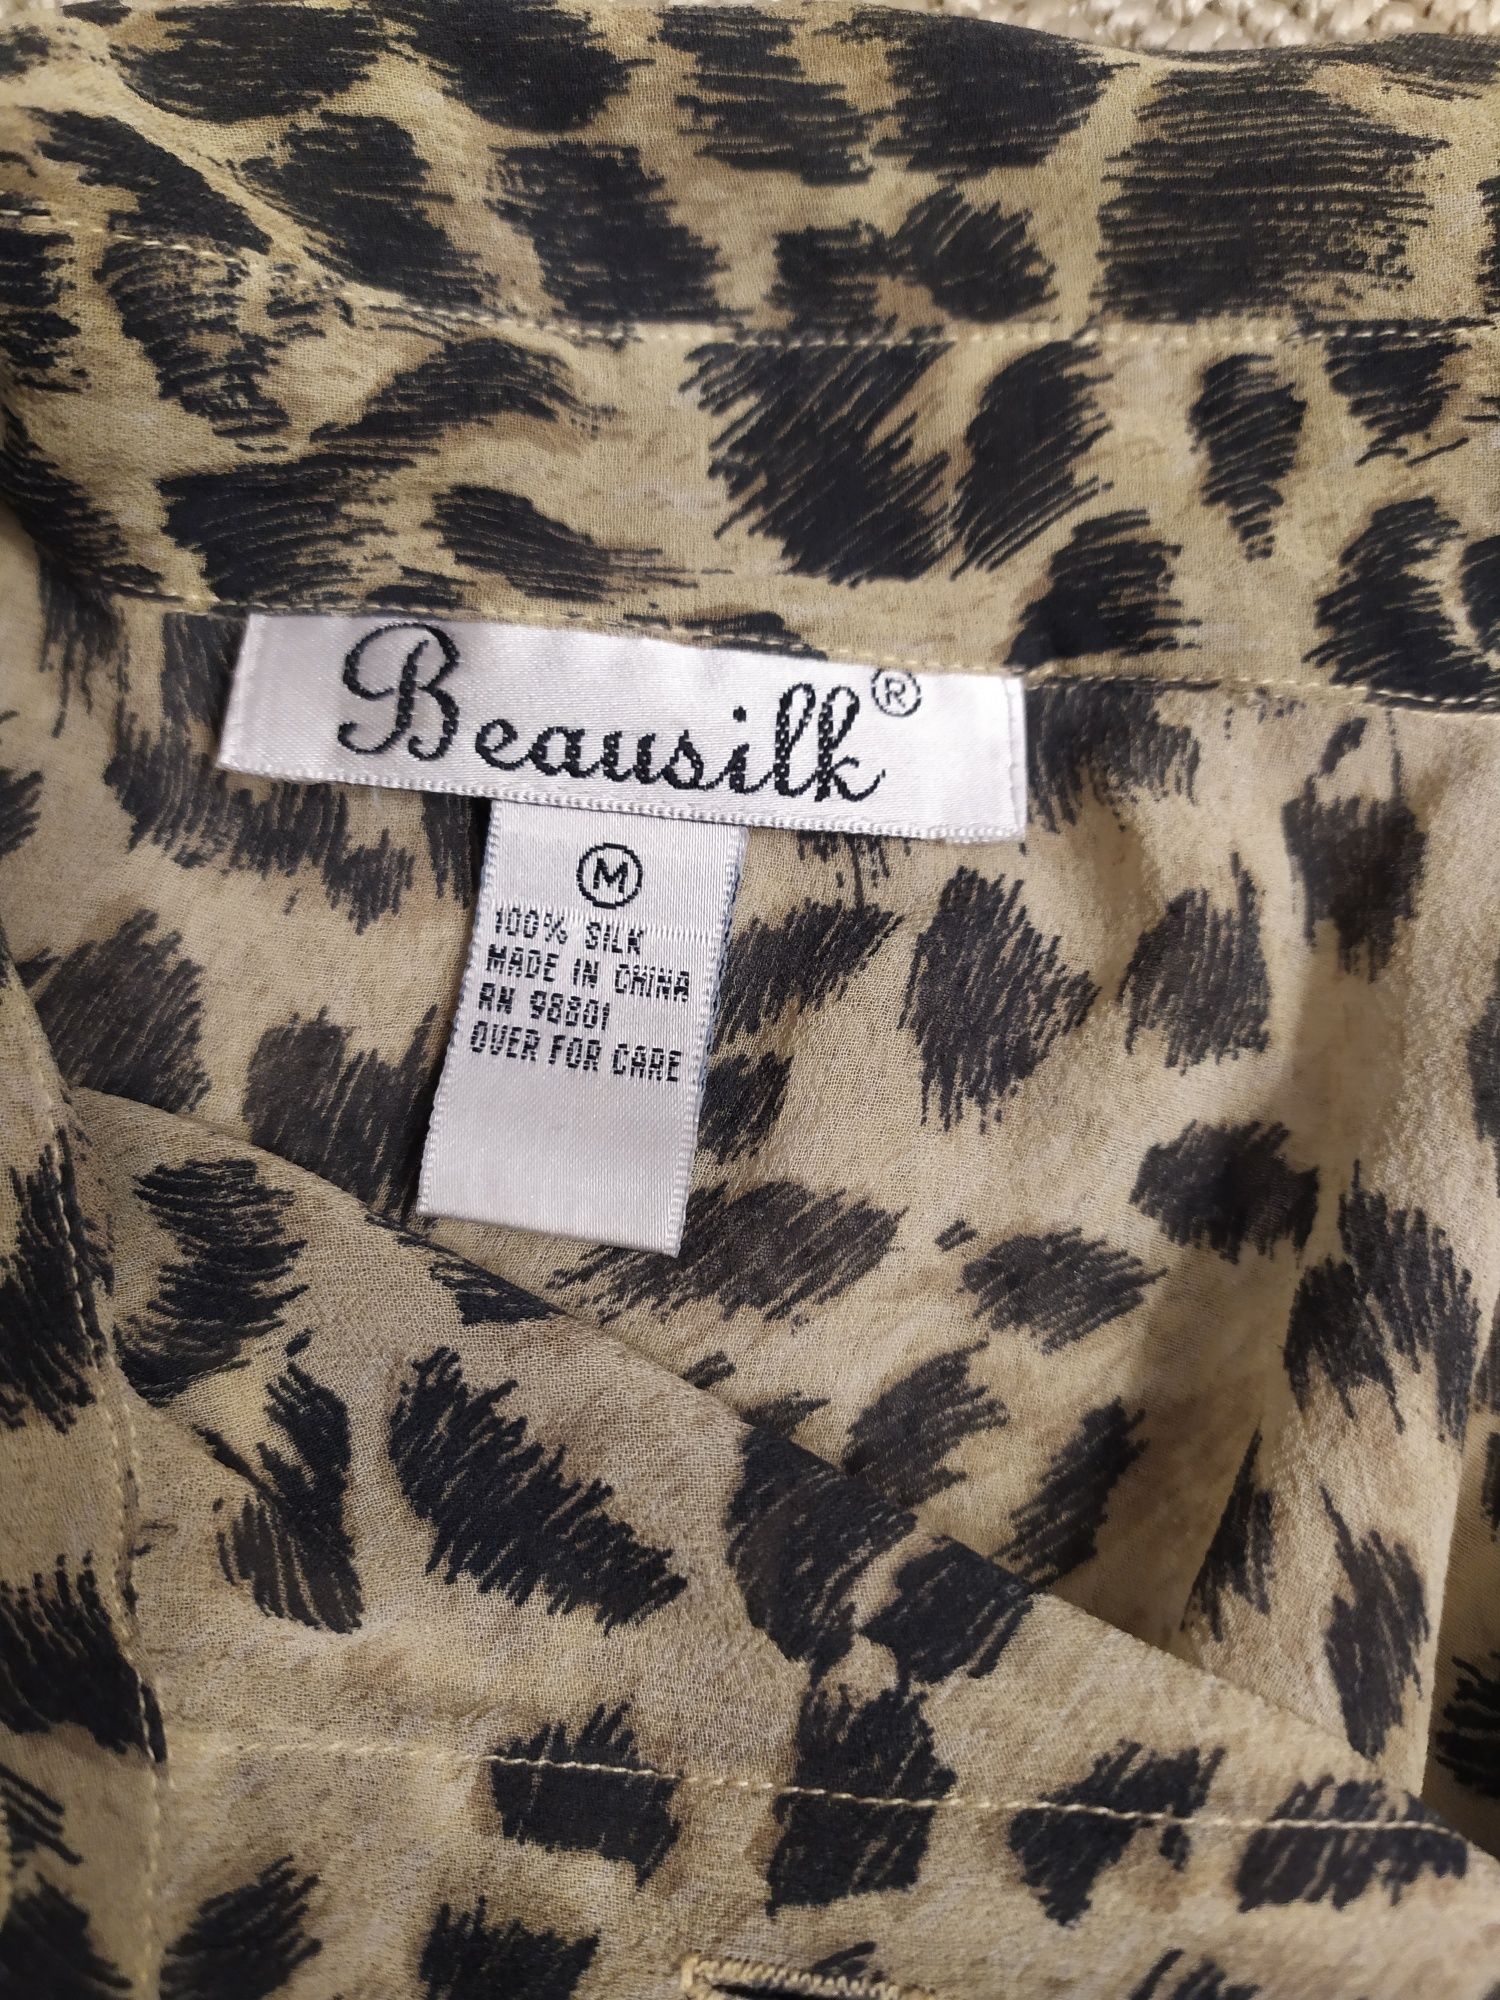 Beausilk®
M
100% SILK
MADE IN CHINA
RN 98801
OVER FOR CARE